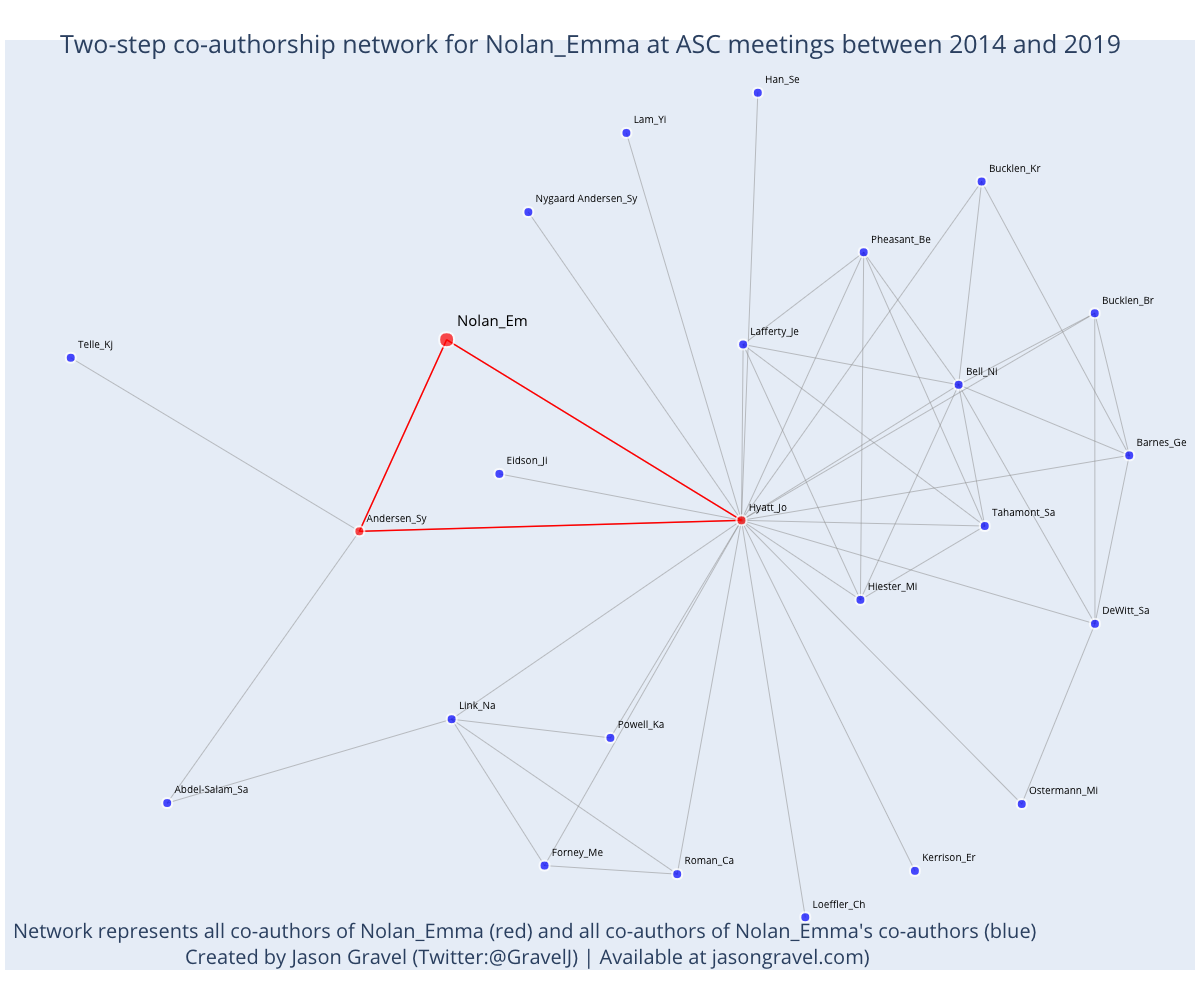 Two-step co-authorship network for Nolan_Emma at ASC meetings between 2014 and 2019
Han_Se
Lam_Yi
Bucklen_Kr
Nygaard Andersen_Sy
Pheasant_Be
Bucklen_Br
Nolan_Em
Lafferty_Je
Telle_Kj
Bell_Ni
Barnes_Ge
Eidson_Ji
Hyatt_Jo
Tahamont_Sa
Andersen_Sy
Hiester_Mi
DeWitt_Sa
Link_Na
Powell_Ka
Abdel-Salam_Sa
Ostermann_Mi
Forney_Me
Roman_Ca
Kerrison_Er
Loeffler_Ch
Network represents all co-authors of Nolan_Emma (red) and all co-authors of Nolan_Emma's co-authors (blue)
Created by Jason Gravel (Twitter:@GravelJ) | Available at jasongravel.com)